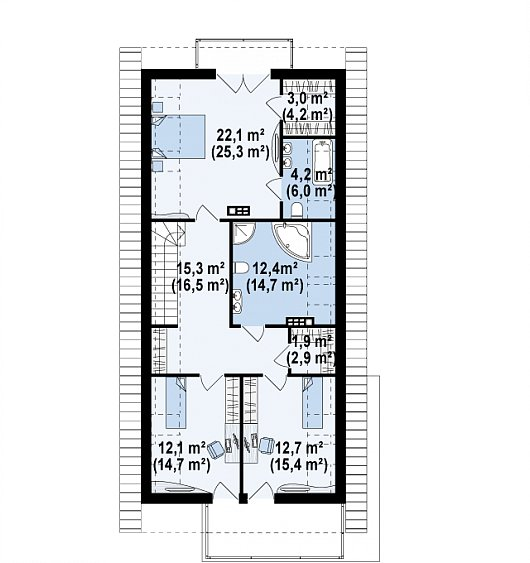 3,0 m²
(4,2 m²)
22,1 m²
(25,3 m²)
4,2 m²
(6,0 m²)
15,3 m²
(16,5 m²)
12,4m²
(14,7 m²)
1,9 m²
(2,9 m²)
12,1 m²
(14,7 m²)
12,7 m²
(15,4 m²)